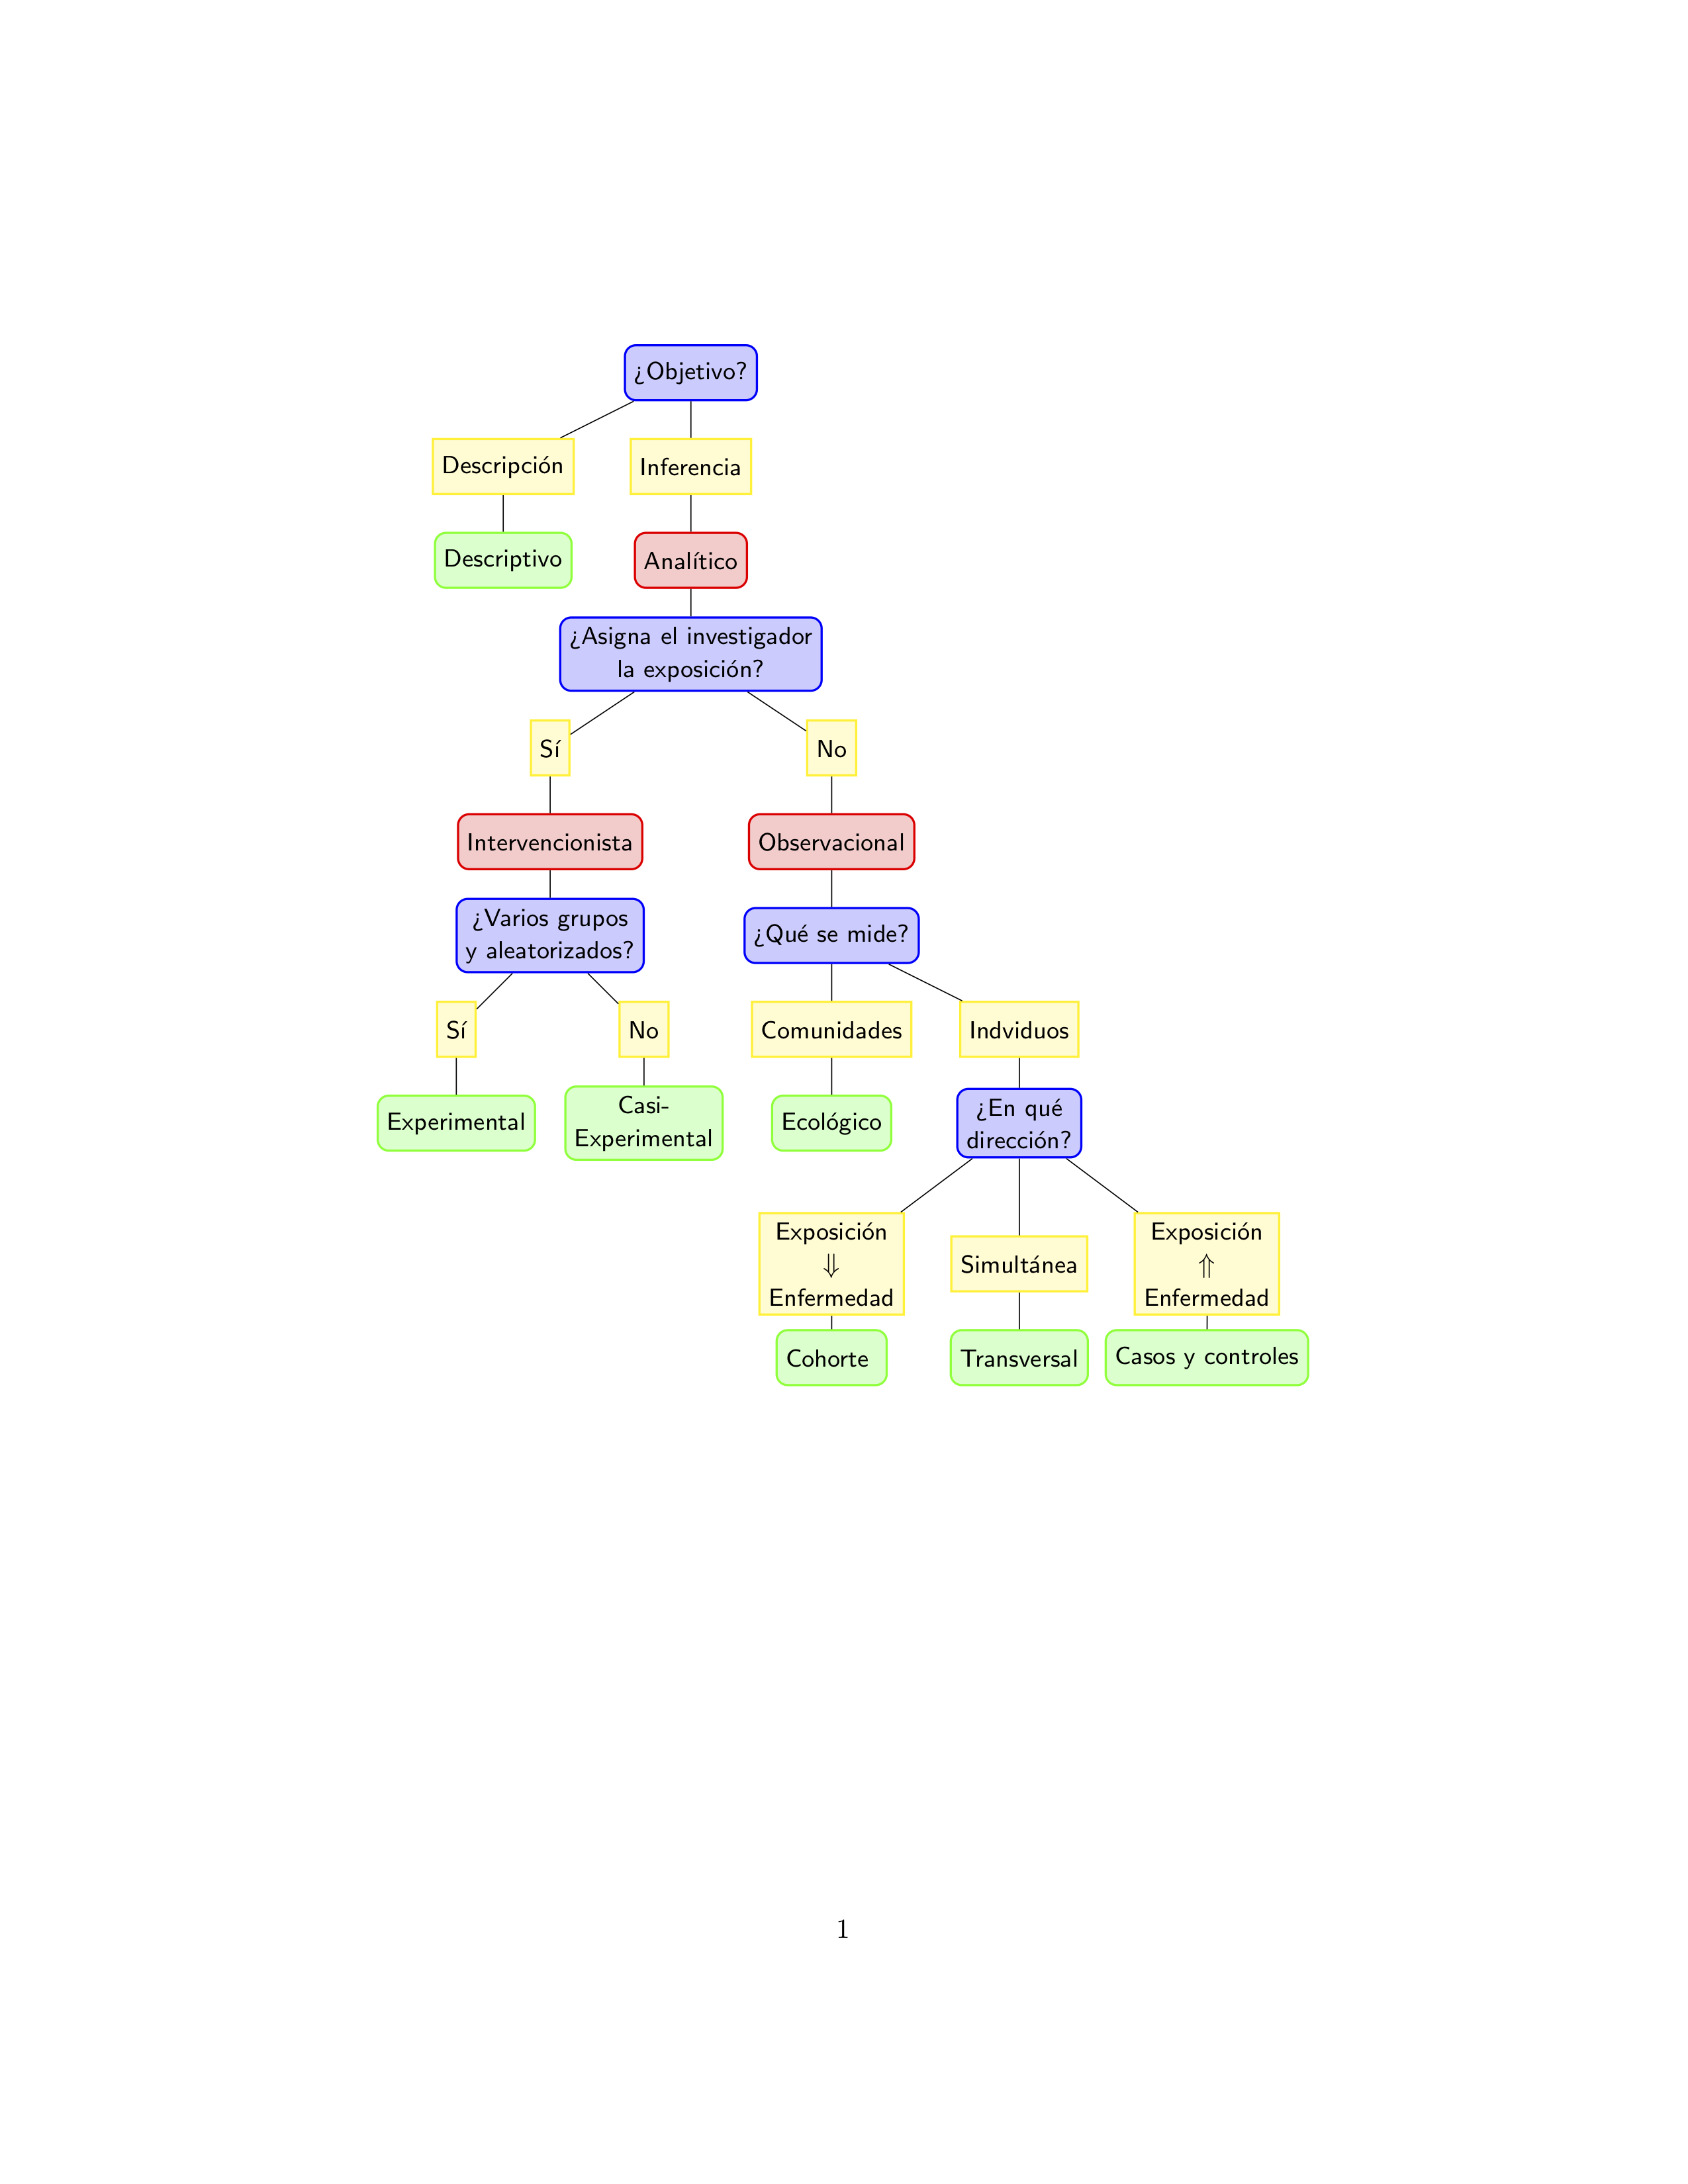 ¿Objetivo?
Descripción
Inferencia
Descriptivo
Analítico
¿Asigna el investigador
la exposición?
Sí
No
Intervencionista
Observacional
¿Varios grupos
y aleatorizados?
¿Qué se mide?
Sí
No
Comunidades
Indviduos
Experimental
Casi-
Experimental
Ecológico
¿En qué
dirección?
Exposición
⇓
Enfermedad
Simultánea
Exposición
⇑
Enfermedad
Cohorte
Transversal
Casos y controles
1